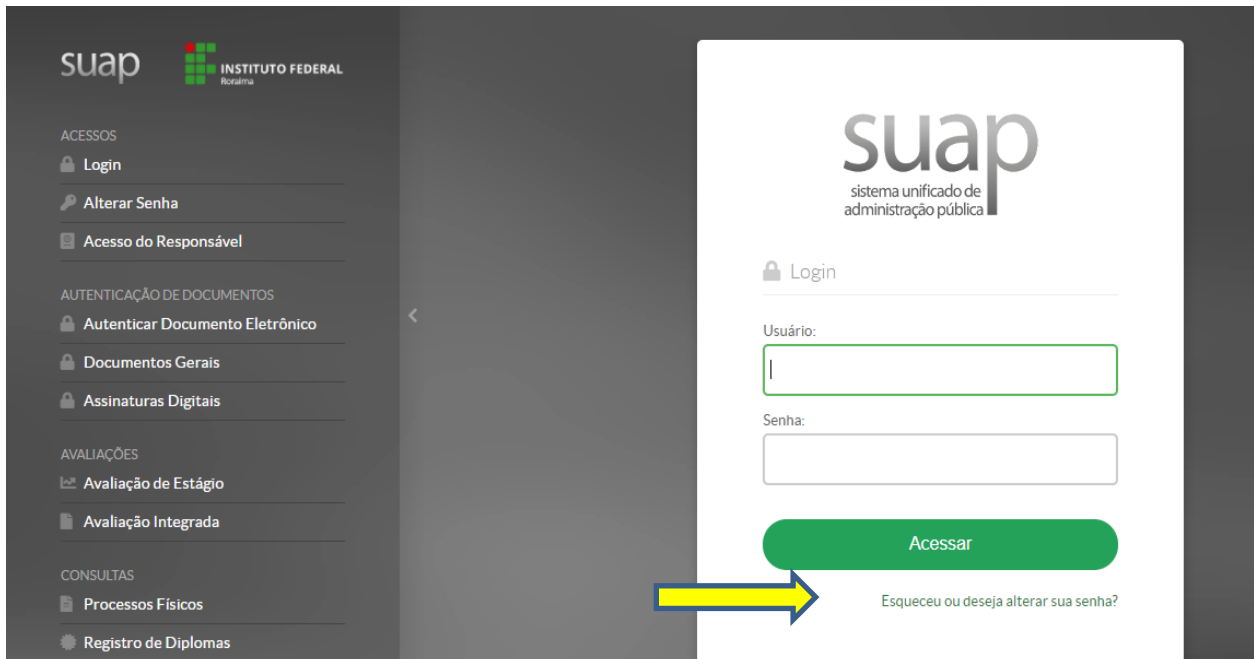 suap
INSTITUTO FEDERAL
Roraima
ACESSOS
Login
Alterar Senha
Acesso do Responsável
AUTENTICAÇÃO DE DOCUMENTOS
Autenticar Documento Eletrônico
Documentos Gerais
Assinaturas Digitais
AVALIAÇÕES
Avaliação de Estágio
Avaliação Integrada
CONSULTAS
Processos Físicos
Registro de Diplomas
suap
sistema unificado de
administração pública
Login
Usuário:
Senha:
Acessar
Esqueceu ou deseja alterar sua senha?